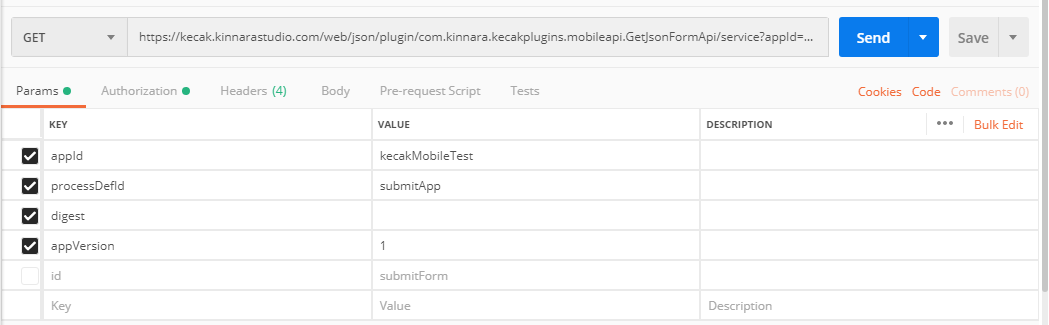 GET https://kecak.kinnarastudio.com/web/json/plugin/com.kinnara.kecakplugins.mobileapi.GetJsonFormApi/service?appId=... Send Save
Params Authorization Headers (4) Body Pre-request Script Tests Cookies Code Comments (0)
KEY VALUE DESCRIPTION ••• Bulk Edit
appId kecakMobileTest
processDefId submitApp
digest
appVersion 1
id submitForm
Key Value Description